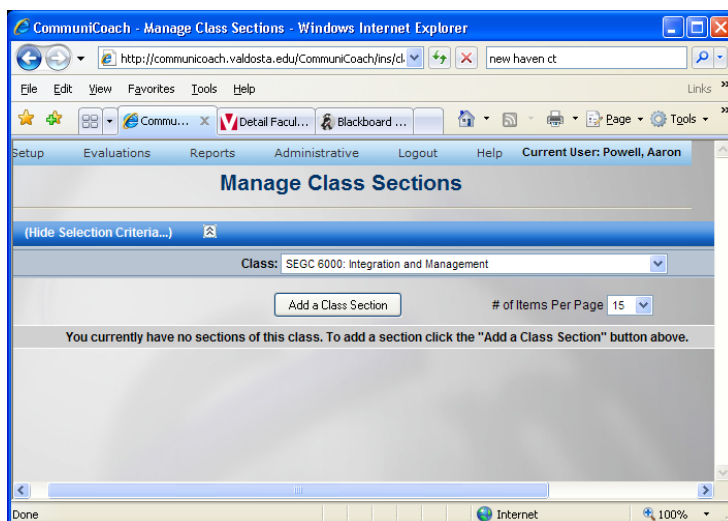 CommuniCoach - Manage Class Sections - Windows Internet Explorer
http://communicoach.valdosta.edu/CommuniCoach/ins/cl
new haven ct
File Edit View Favorites Tools Help Links »
Commu... X Detail Facul... Blackboard ... Page Tools »
Setup Evaluations Reports Administrative Logout Help Current User: Powell, Aaron
Manage Class Sections
(Hide Selection Criteria...)
Class: SEGC 6000: Integration and Management
Add a Class Section # of Items Per Page 15
You currently have no sections of this class. To add a section click the "Add a Class Section" button above.
Done Internet 100%